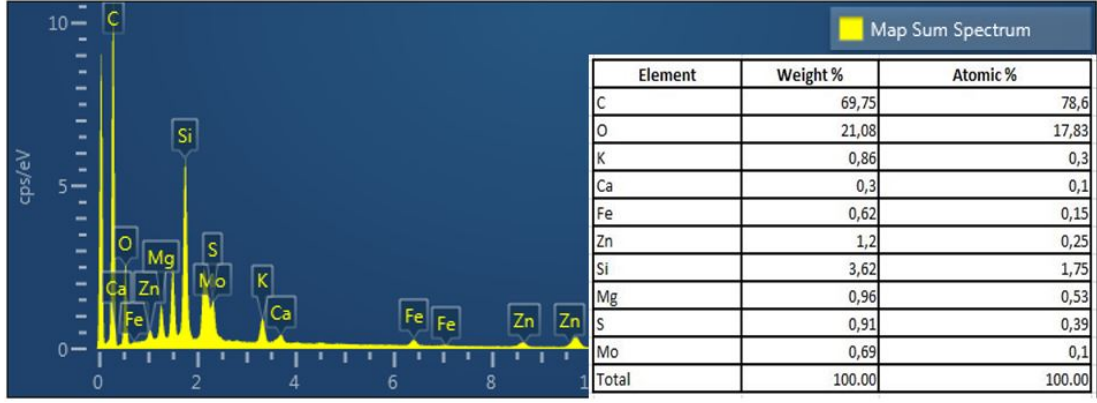 Map Sum Spectrum
cps/eV
10
5
0
C
O
Ca
Fe
Zn
Mg
Si
S
Mo
K
Ca
Fe
Fe
Zn
Zn
0 2 4 6 8 1
Element Weight % Atomic %
C 69,75 78,6
O 21,08 17,83
K 0,86 0,3
Ca 0,3 0,1
Fe 0,62 0,15
Zn 1,2 0,25
Si 3,62 1,75
Mg 0,96 0,53
S 0,91 0,39
Mo 0,69 0,1
Total 100.00 100.00